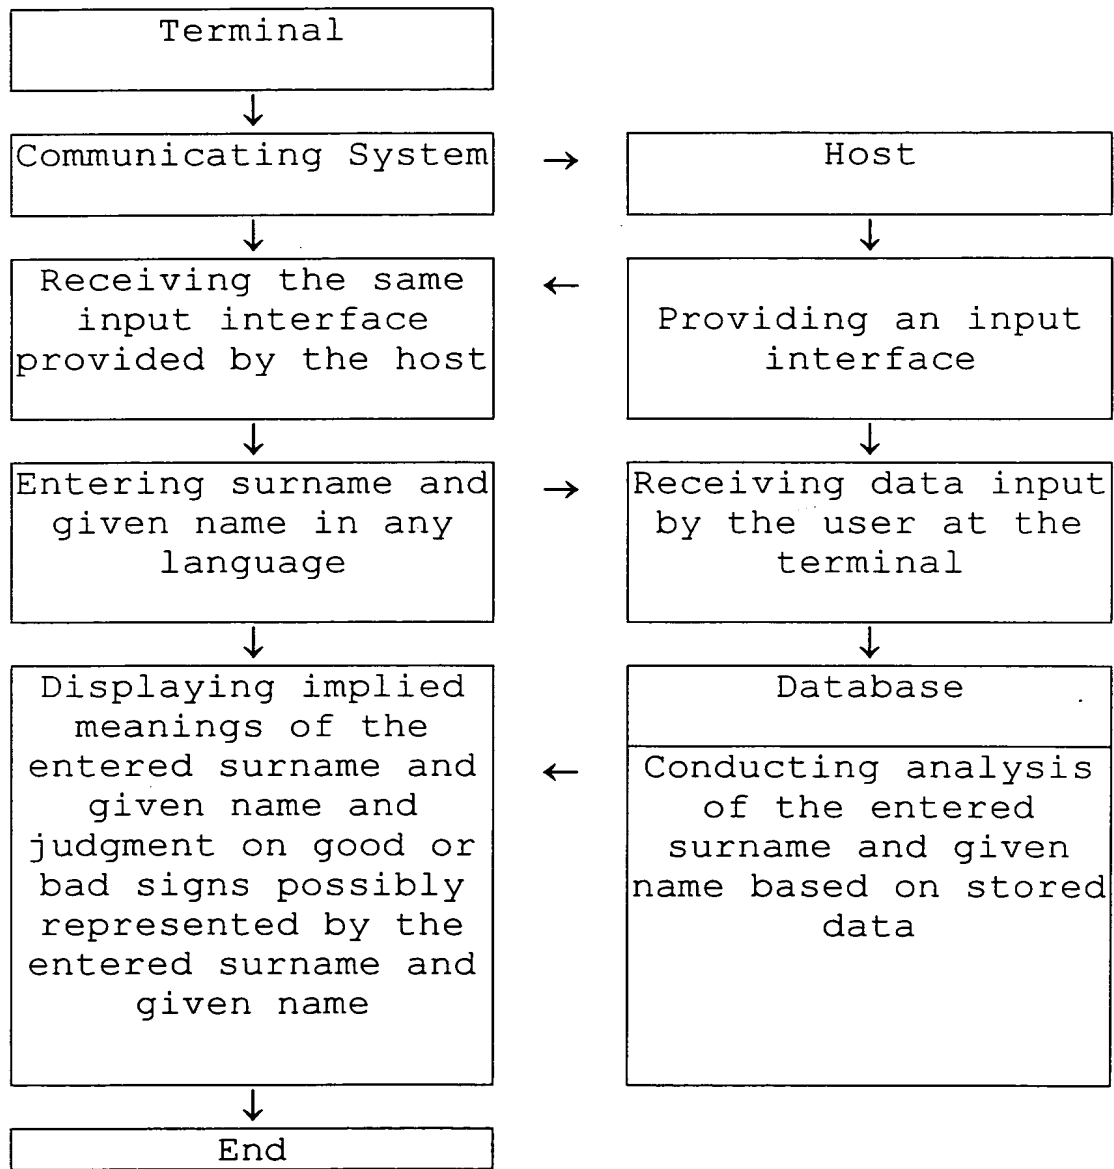 Terminal
↓
Communicating System → Host
↓ ↓
Receiving the same
input interface
provided by the host
←
Providing an input
interface
↓ ↓
Entering surname and
given name in any
language
→
Receiving data input
by the user at the
terminal
↓ ↓
Displaying implied
meanings of the
entered surname and
given name and
judgment on good or
bad signs possibly
represented by the
entered surname and
given name
←
Database
Conducting analysis
of the entered
surname and given
name based on stored
data
↓
End